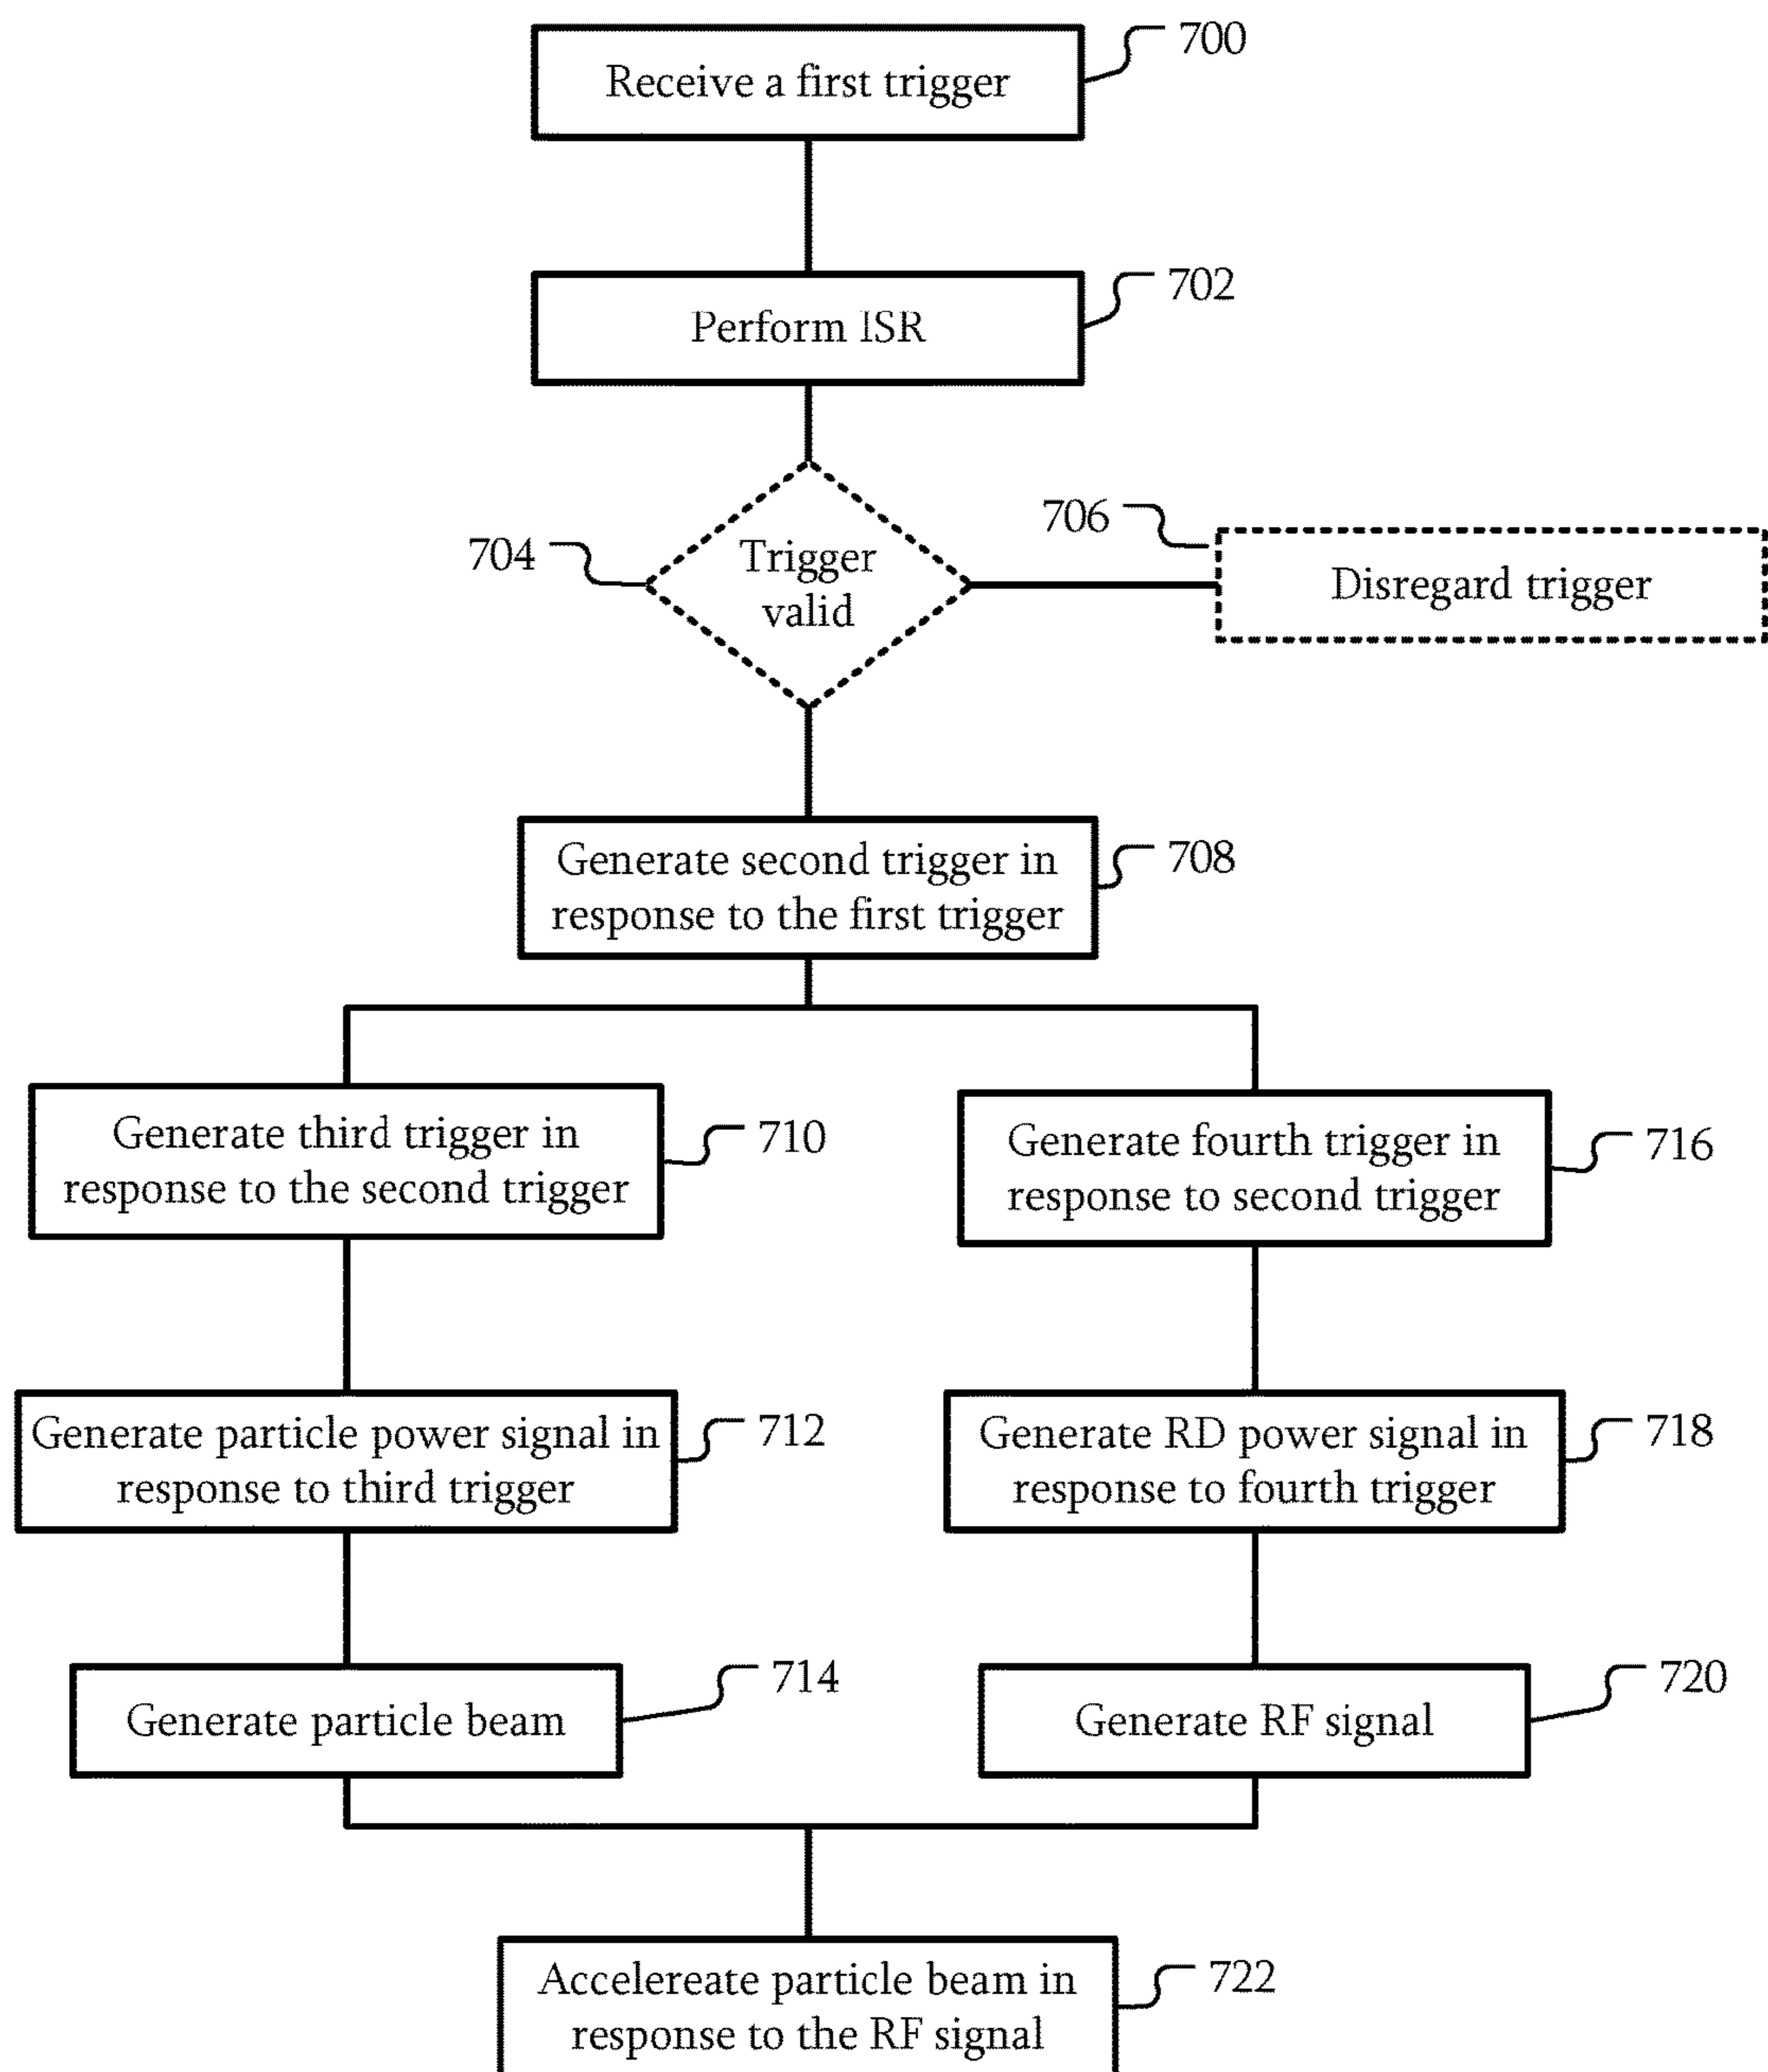 Receive a first trigger
700
Perform ISR
702
704
Trigger
valid
706
Disregard trigger
Generate second trigger in
response to the first trigger
708
Generate third trigger in
response to the second trigger
710
Generate fourth trigger in
response to second trigger
716
Generate particle power signal in
response to third trigger
712
Generate RD power signal in
response to fourth trigger
718
Generate particle beam
714
Generate RF signal
720
Accelereate particle beam in
response to the RF signal
722